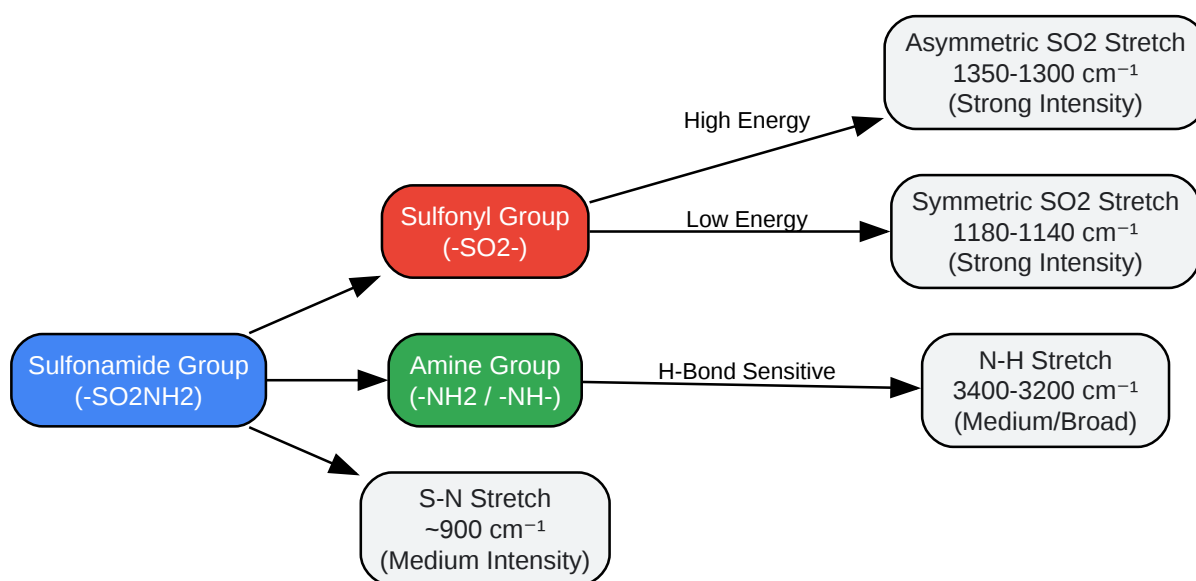 Asymmetric SO2 Stretch
1350-1300 cm⁻¹
(Strong Intensity)
High Energy
Sulfonyl Group
(-SO2-)
Low Energy
Symmetric SO2 Stretch
1180-1140 cm⁻¹
(Strong Intensity)
Sulfonamide Group
(-SO2NH2)
Amine Group
(-NH2 / -NH-)
H-Bond Sensitive
N-H Stretch
3400-3200 cm⁻¹
(Medium/Broad)
S-N Stretch
~900 cm⁻¹
(Medium Intensity)